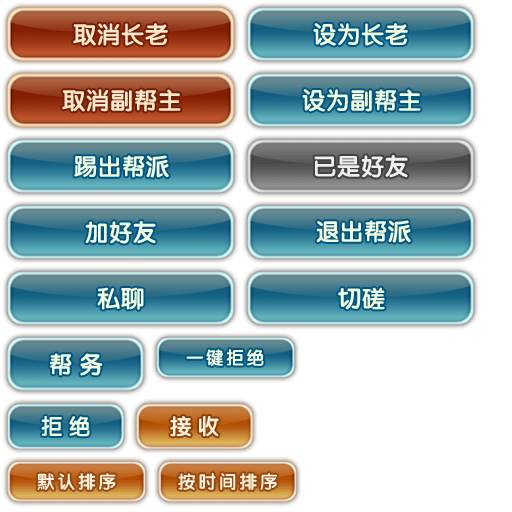 取消长老
设为长老
取消副帮主
设为副帮主
踢出帮派
已是好友
加好友
退出帮派
私聊
切磋
帮务
一键拒绝
拒绝
接收
默认排序
按时间排序